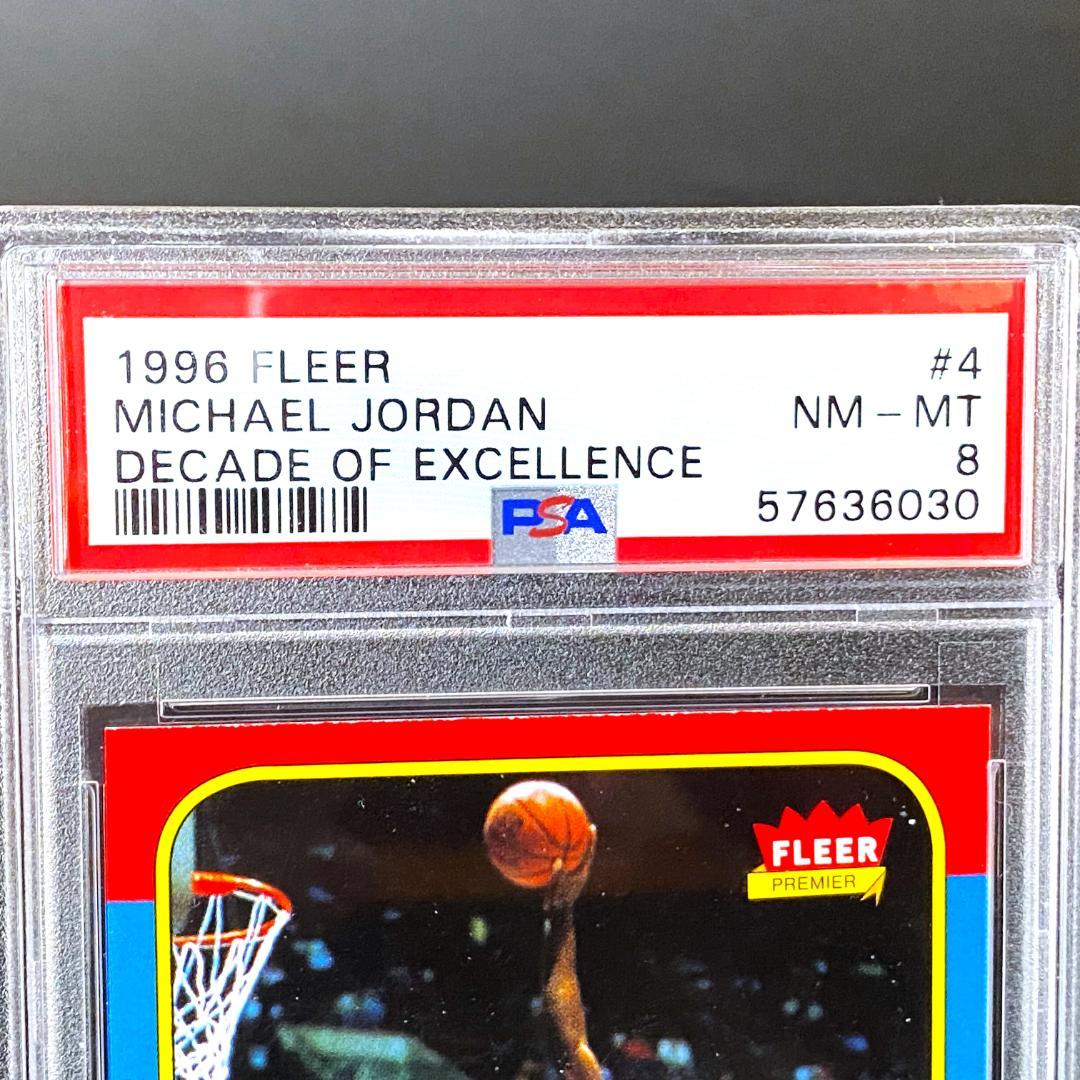 1996 FLEER #4
MICHAEL JORDAN NM - MT
DECADE OF EXCELLENCE 8
PSA 57636030
FLEER
PREMIER